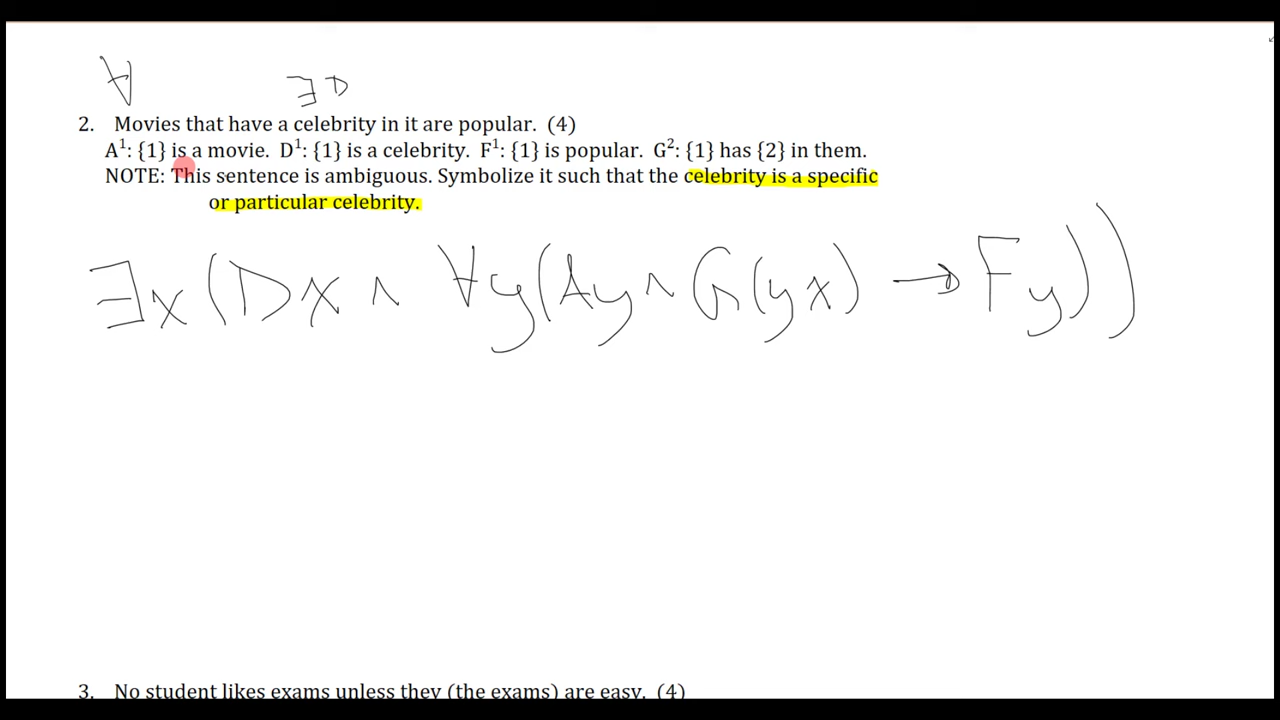 ∀ ∃D
2. Movies that have a celebrity in it are popular. (4)
A¹: {1} is a movie. D¹: {1} is a celebrity. F¹: {1} is popular. G²: {1} has {2} in them.
NOTE: This sentence is ambiguous. Symbolize it such that the celebrity is a specific
or particular celebrity.
∃x(Dx ∧ ∀y(Ay ∧ G(yx) → Fy))
3. No student likes exams unless they (the exams) are easy. (4)